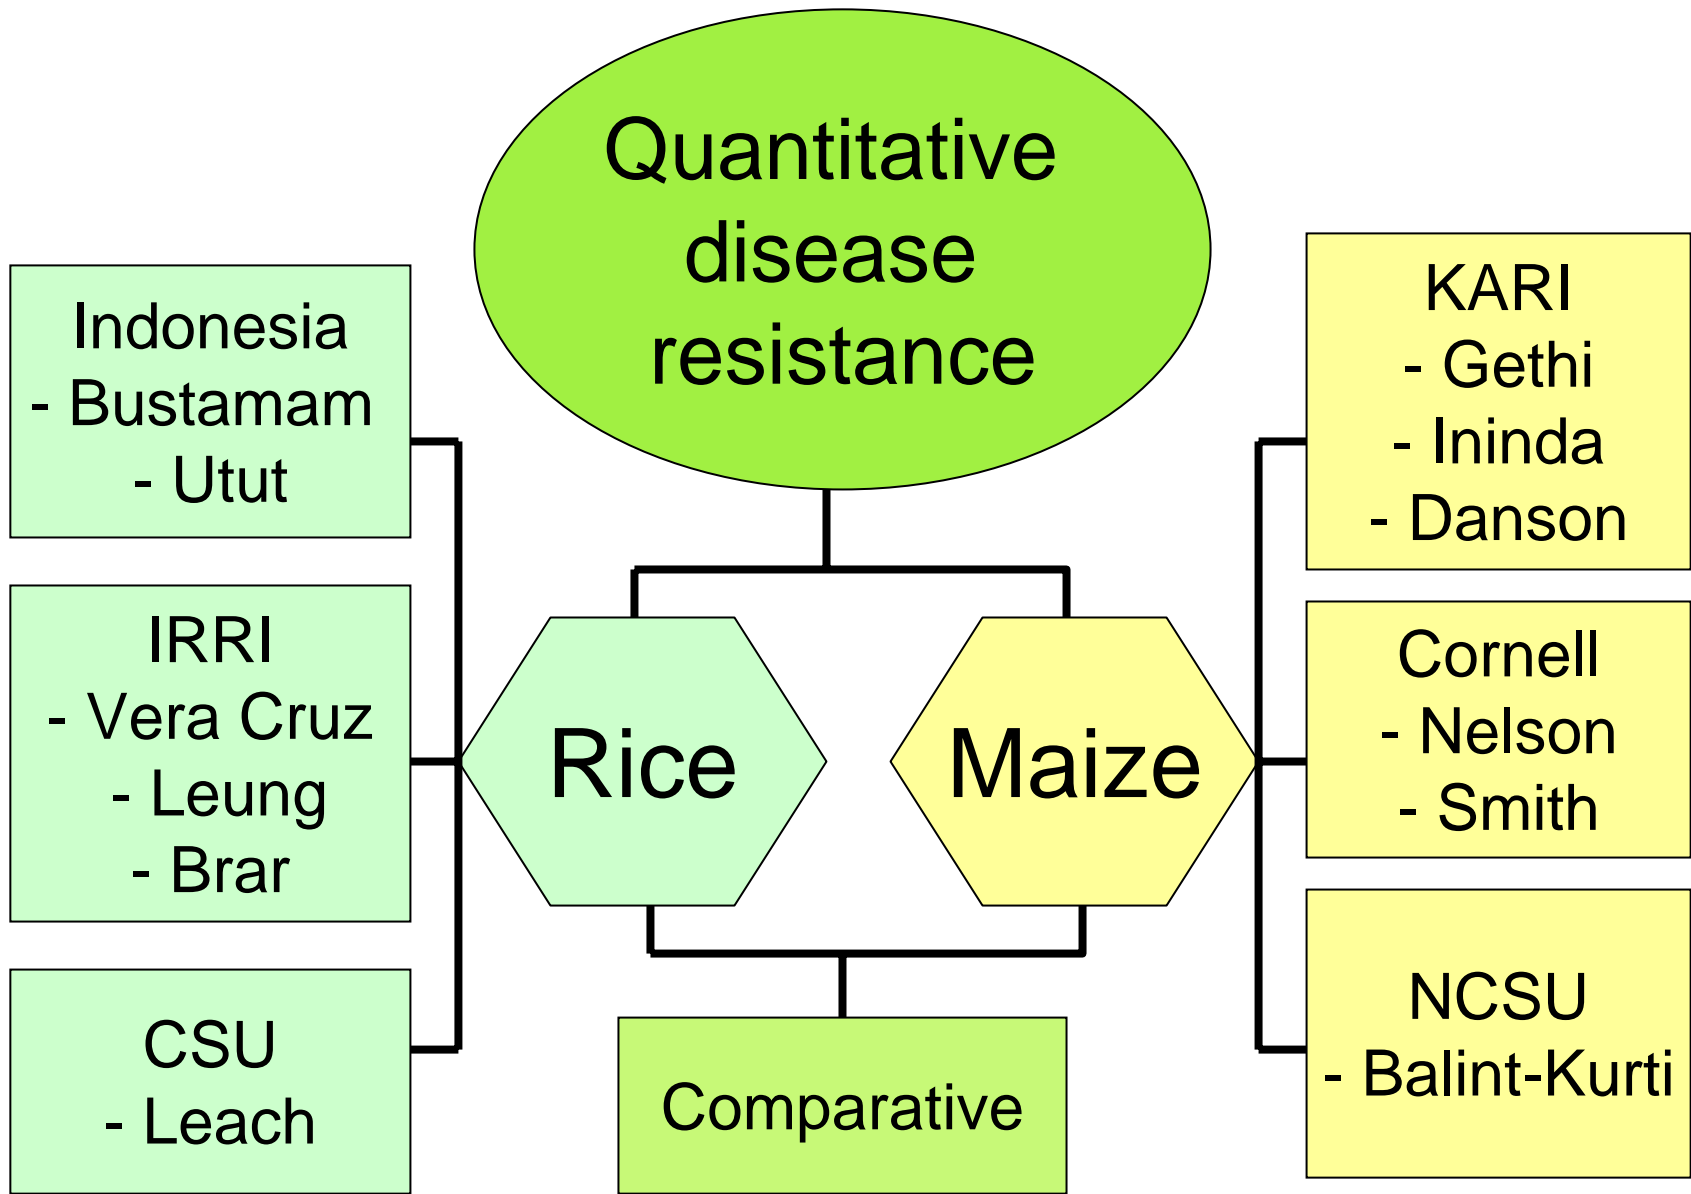 Quantitative
disease
resistance
Indonesia
- Bustamam
- Utut
IRRI
- Vera Cruz
- Leung
- Brar
CSU
- Leach
Rice
Maize
Comparative
KARI
- Gethi
- Ininda
- Danson
Cornell
- Nelson
- Smith
NCSU
- Balint-Kurti